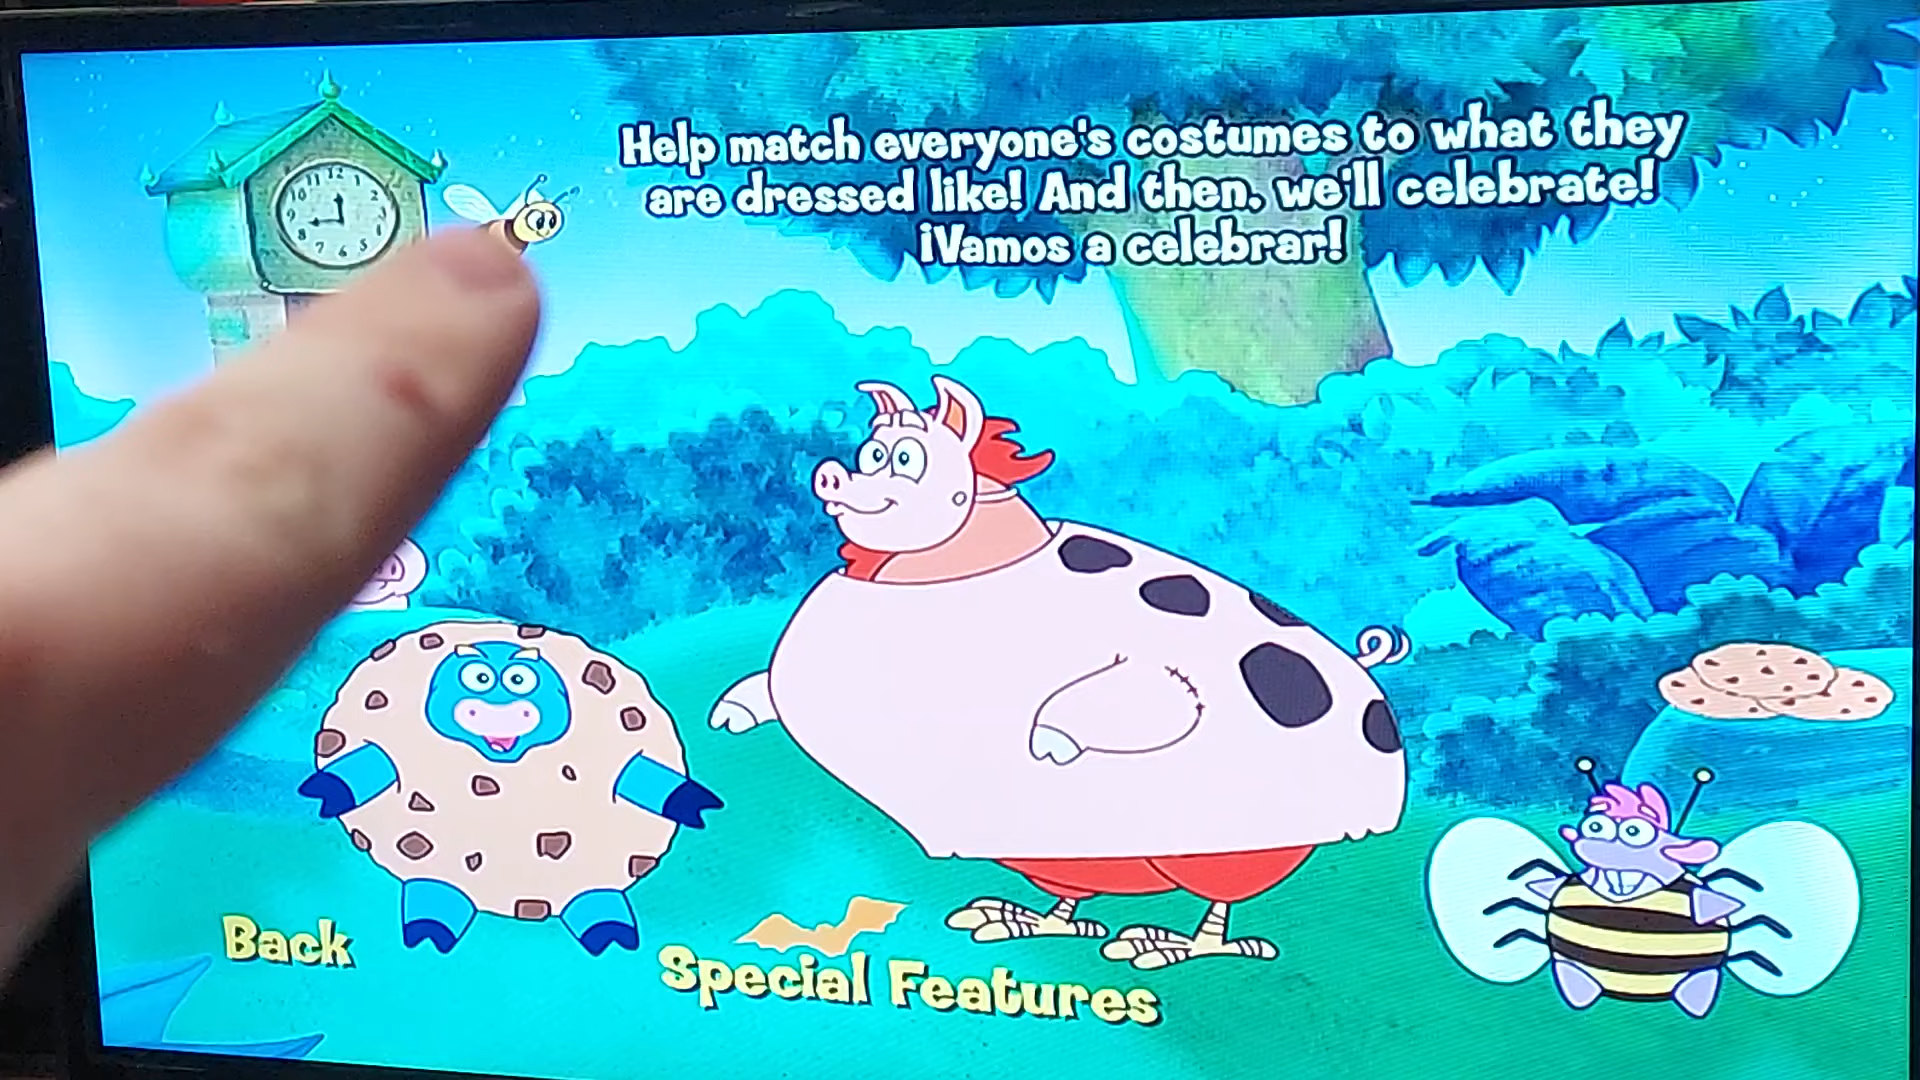 Help match everyone's costumes to what they
are dressed like! And then, we'll celebrate!
¡Vamos a celebrar!
Back
Special Features